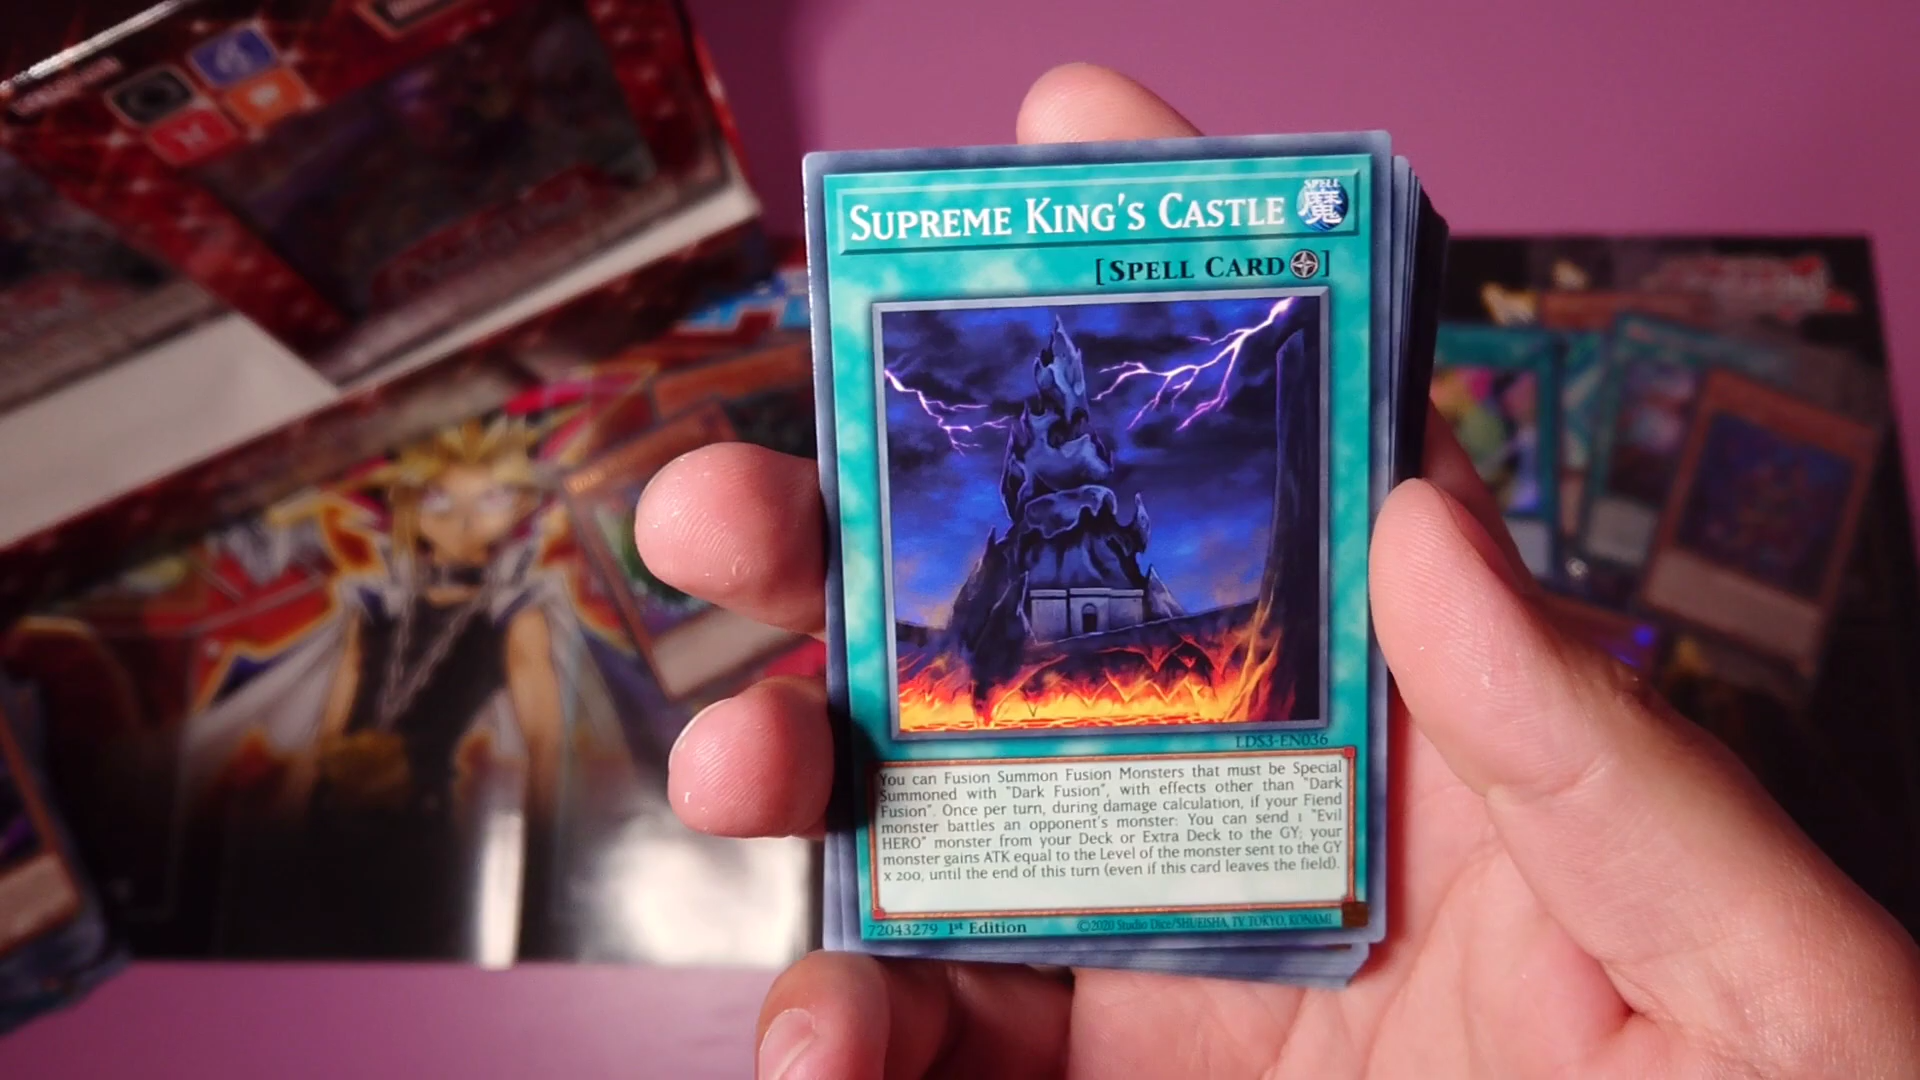 SUPREME KING'S CASTLE
SPELL
魔
[SPELL CARD]
LDS3-EN036
You can Fusion Summon Fusion Monsters that must be Special
Summoned with "Dark Fusion", with effects other than "Dark
Fusion". Once per turn, during damage calculation, if your Fiend
monster battles an opponent's monster: You can send 1 "Evil
HERO" monster from your Deck or Extra Deck to the GY; your
monster gains ATK equal to the Level of the monster sent to the GY
x 200, until the end of this turn (even if this card leaves the field).
72043279 1st Edition
©2020 Studio Dice/SHUEISHA, TV TOKYO, KONAMI